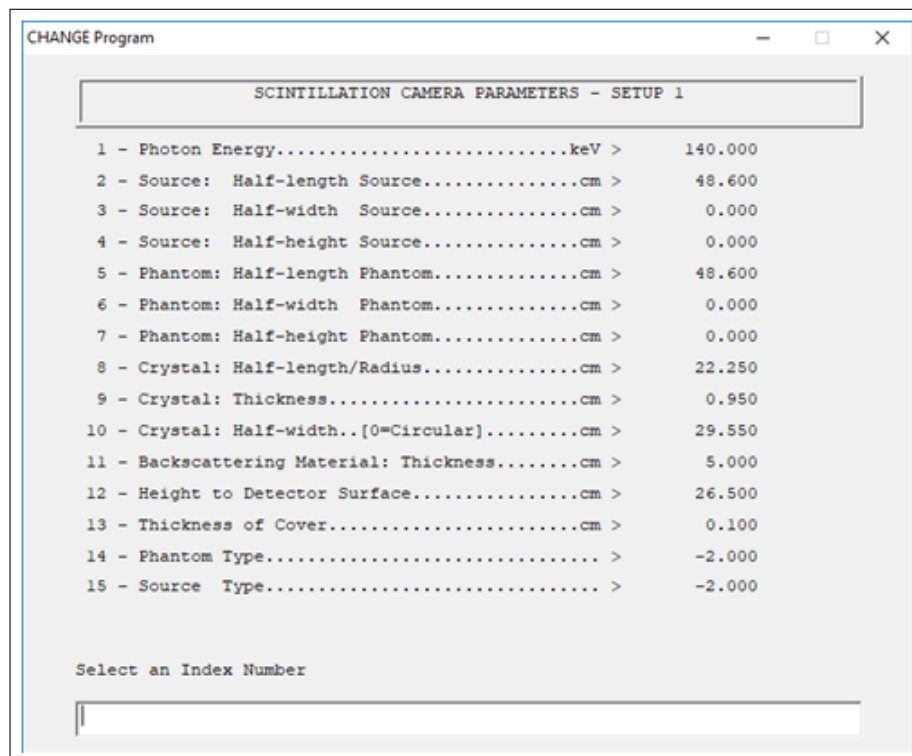 CHANGE Program
SCINTILLATION CAMERA PARAMETERS - SETUP 1
1 - Photon Energy............................keV > 140.000
2 - Source:  Half-length Source...............cm > 48.600
3 - Source:  Half-width  Source...............cm > 0.000
4 - Source:  Half-height Source...............cm > 0.000
5 - Phantom: Half-length Phantom..............cm > 48.600
6 - Phantom: Half-width  Phantom..............cm > 0.000
7 - Phantom: Half-height Phantom..............cm > 0.000
8 - Crystal: Half-length/Radius...............cm > 22.250
9 - Crystal: Thickness........................cm > 0.950
10 - Crystal: Half-width..[0=Circular].........cm > 29.550
11 - Backscattering Material: Thickness........cm > 5.000
12 - Height to Detector Surface................cm > 26.500
13 - Thickness of Cover........................cm > 0.100
14 - Phantom Type................................ > -2.000
15 - Source  Type................................ > -2.000
Select an Index Number